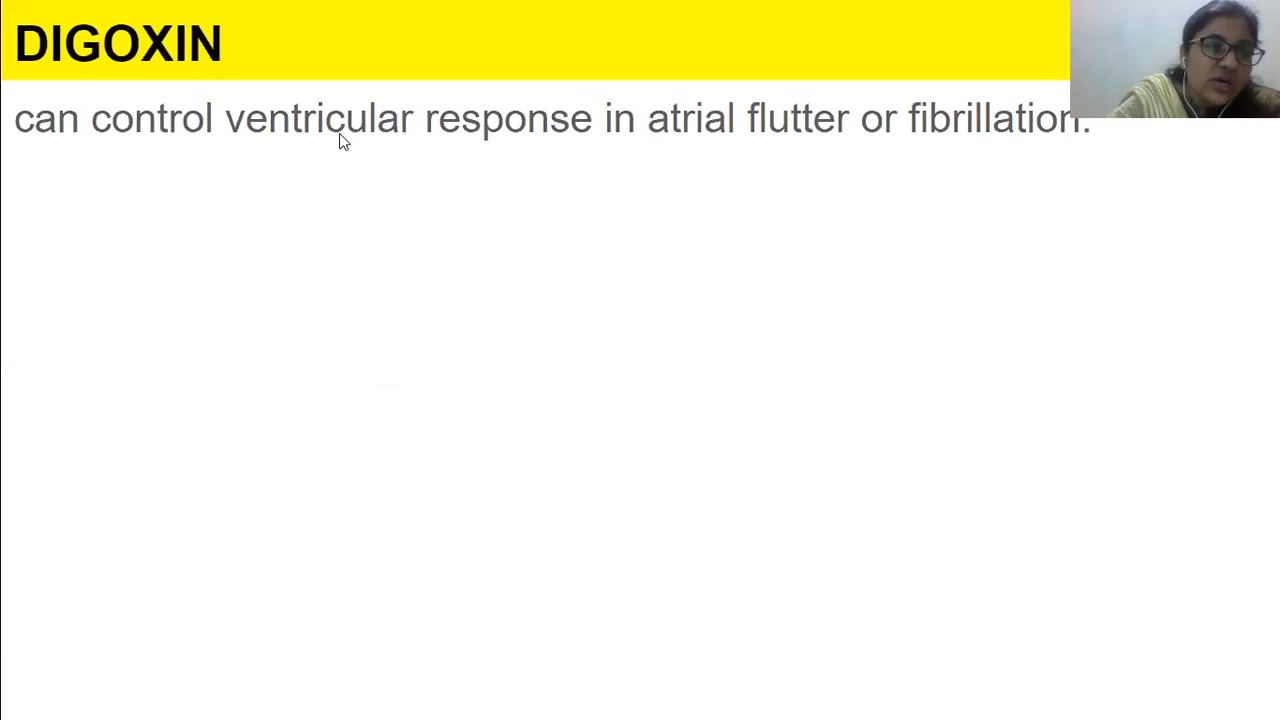 DIGOXIN
can control ventricular response in atrial flutter or fibrillation.